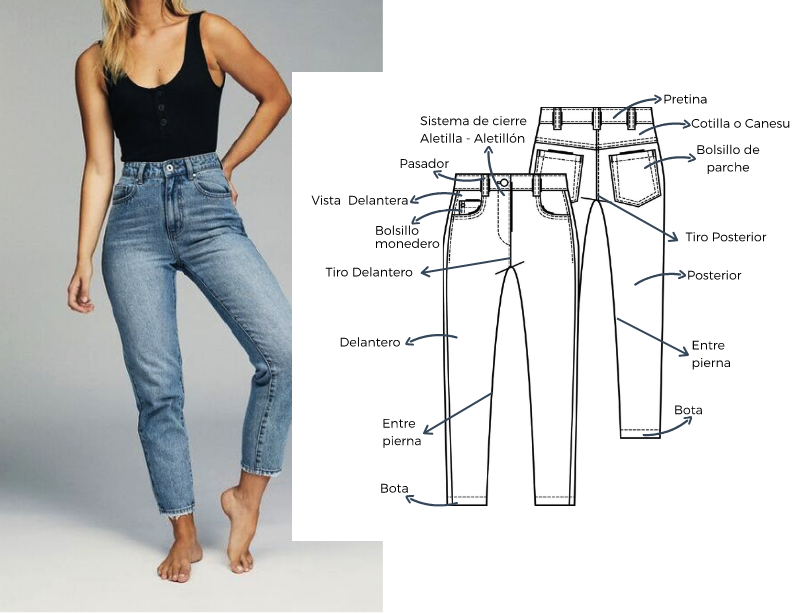 Pretina
Sistema de cierre
Aletilla - Aletillón
Cotilla o Canesu
Bolsillo de
parche
Pasador
Vista Delantera
Bolsillo
monedero
Tiro Posterior
Tiro Delantero
Posterior
Delantero
Entre
pierna
Bota
Entre
pierna
Bota